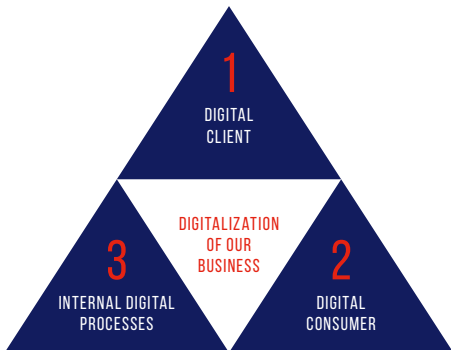 1
DIGITAL
CLIENT
DIGITALIZATION
OF OUR
BUSINESS
3
INTERNAL DIGITAL
PROCESSES
2
DIGITAL
CONSUMER